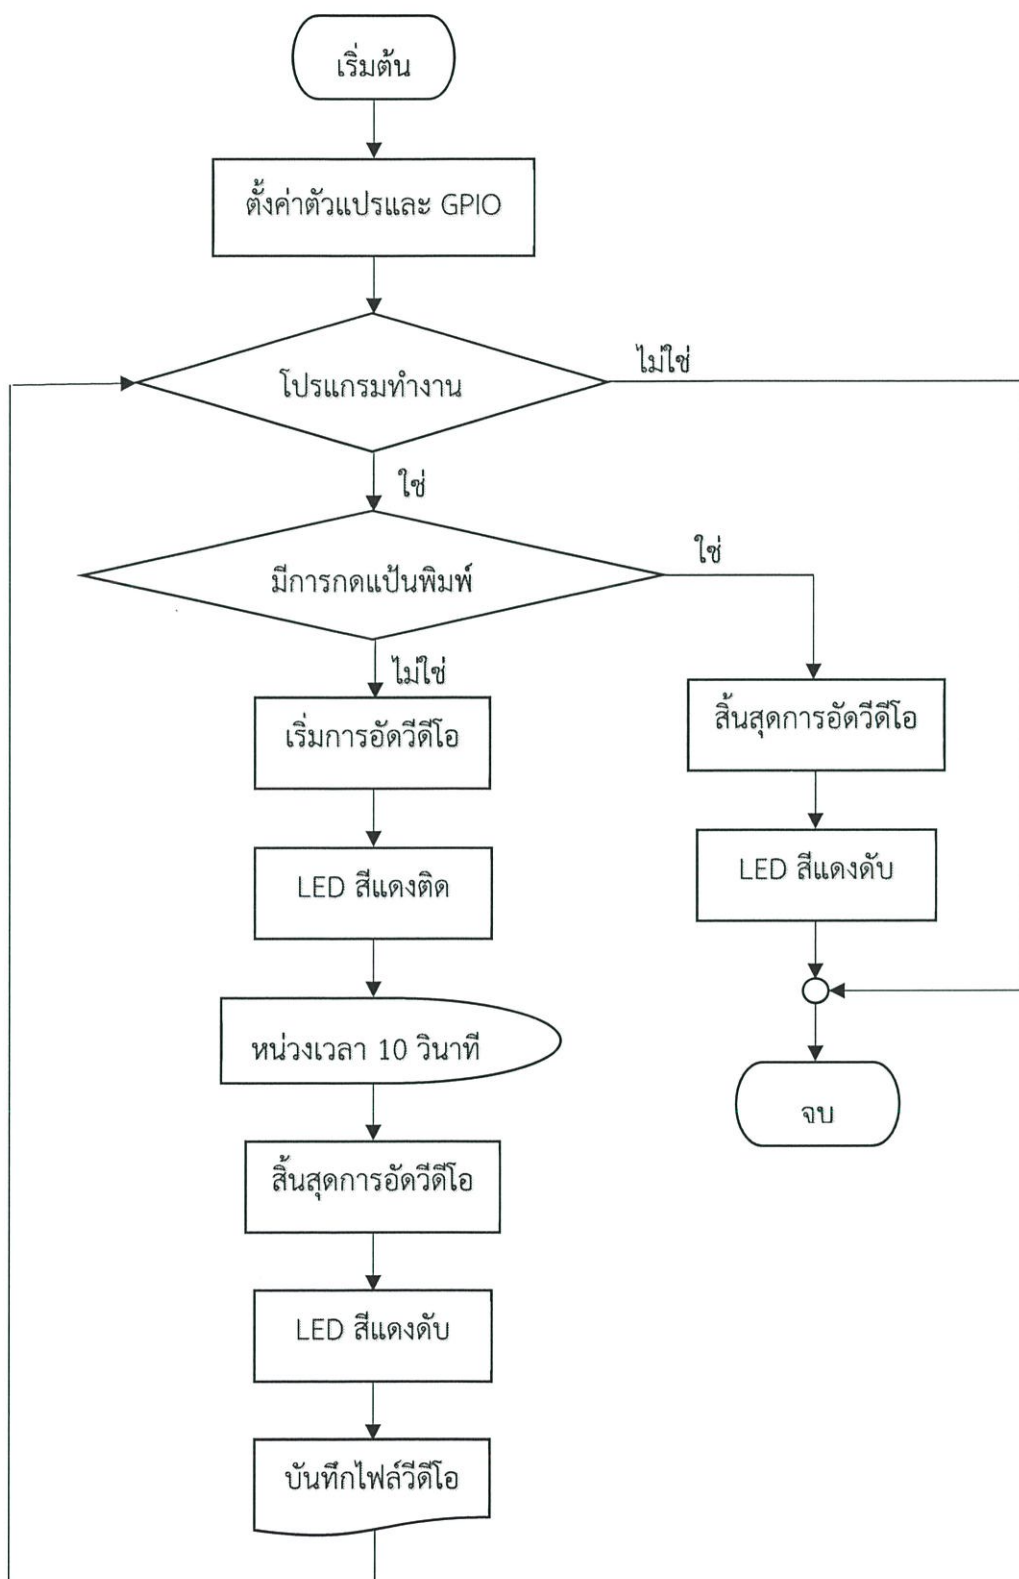 เริ่มต้น
ตั้งค่าตัวแปรและ GPIO
ไม่ใช่
โปรแกรมทำงาน
ใช่
ใช่
มีการกดแป้นพิมพ์
ไม่ใช่
เริ่มการอัดวีดีโอ
สิ้นสุดการอัดวีดีโอ
LED สีแดงติด
LED สีแดงดับ
หน่วงเวลา 10 วินาที
จบ
สิ้นสุดการอัดวีดีโอ
LED สีแดงดับ
บันทึกไฟล์วีดีโอ